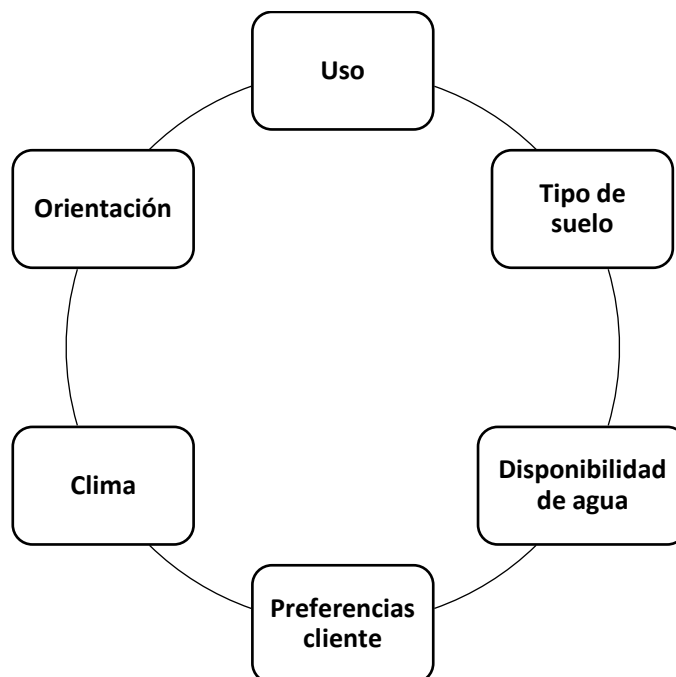 Uso
Tipo de
suelo
Disponibilidad
de agua
Preferencias
cliente
Clima
Orientación